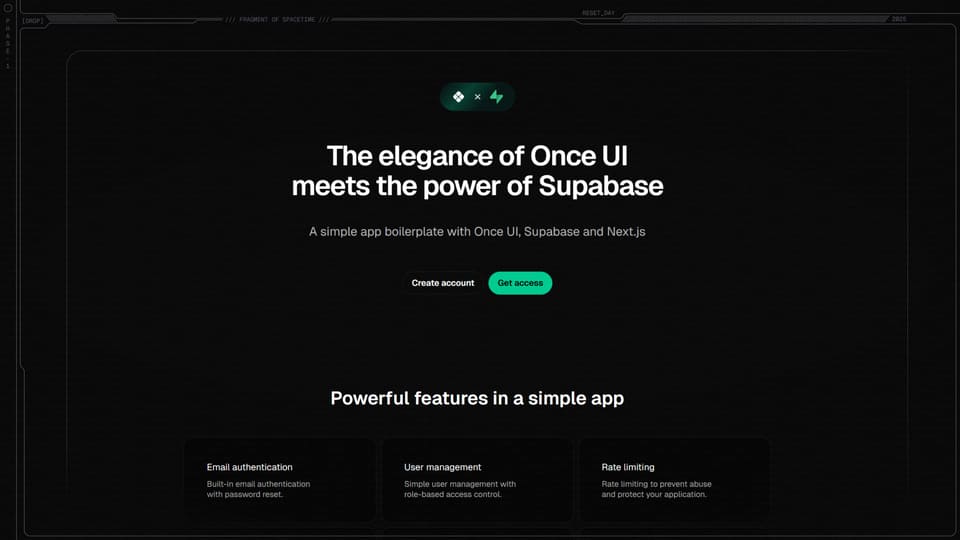 [DROP]
/// FRAGMENT OF SPACETIME ///
RESET_DAY
2025
PHASE-1
×
The elegance of Once UI
meets the power of Supabase
A simple app boilerplate with Once UI, Supabase and Next.js
Create account
Get access
Powerful features in a simple app
Email authentication
Built-in email authentication
with password reset.
User management
Simple user management with
role-based access control.
Rate limiting
Rate limiting to prevent abuse
and protect your application.